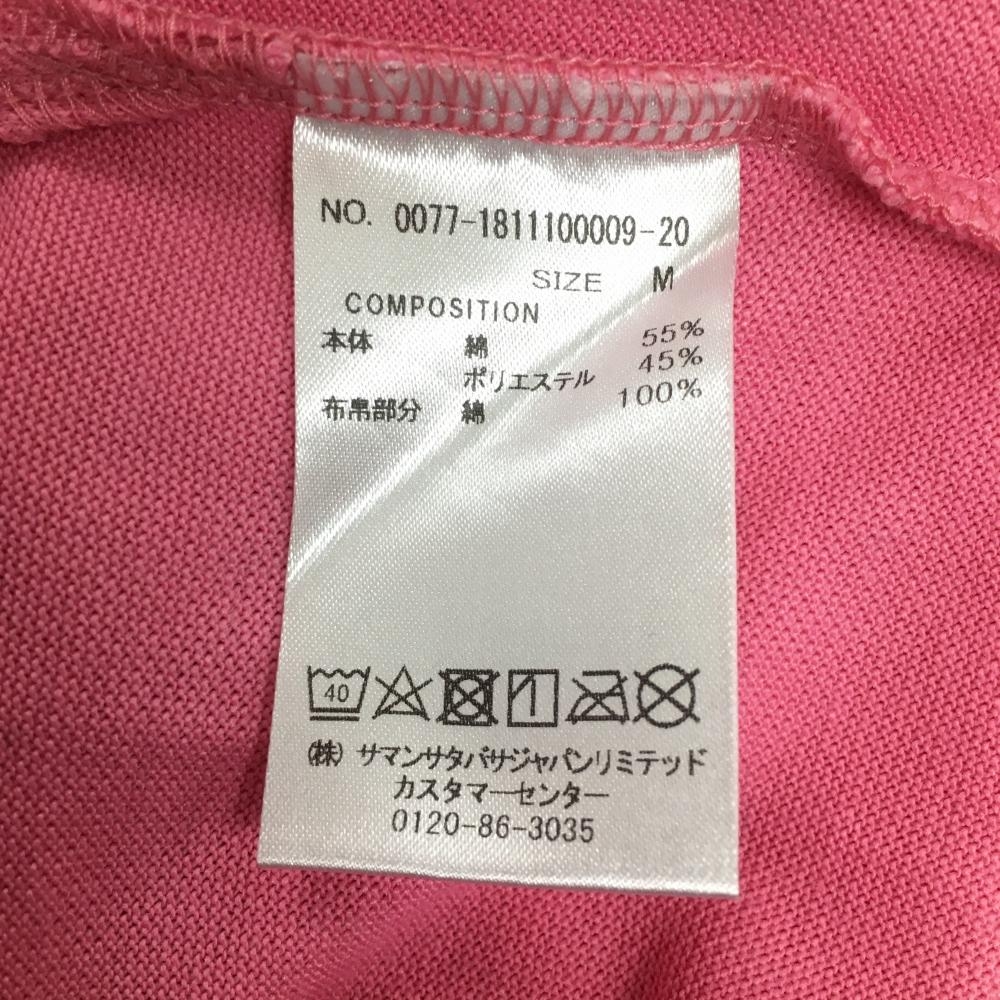 NO. 0077-1811100009-20
SIZE M
COMPOSITION
本体 綿 55%
ポリエステル 45%
布帛部分 綿 100%
40
(株) サマンサタバサジャパンリミテッド
カスタマーセンター
0120-86-3035